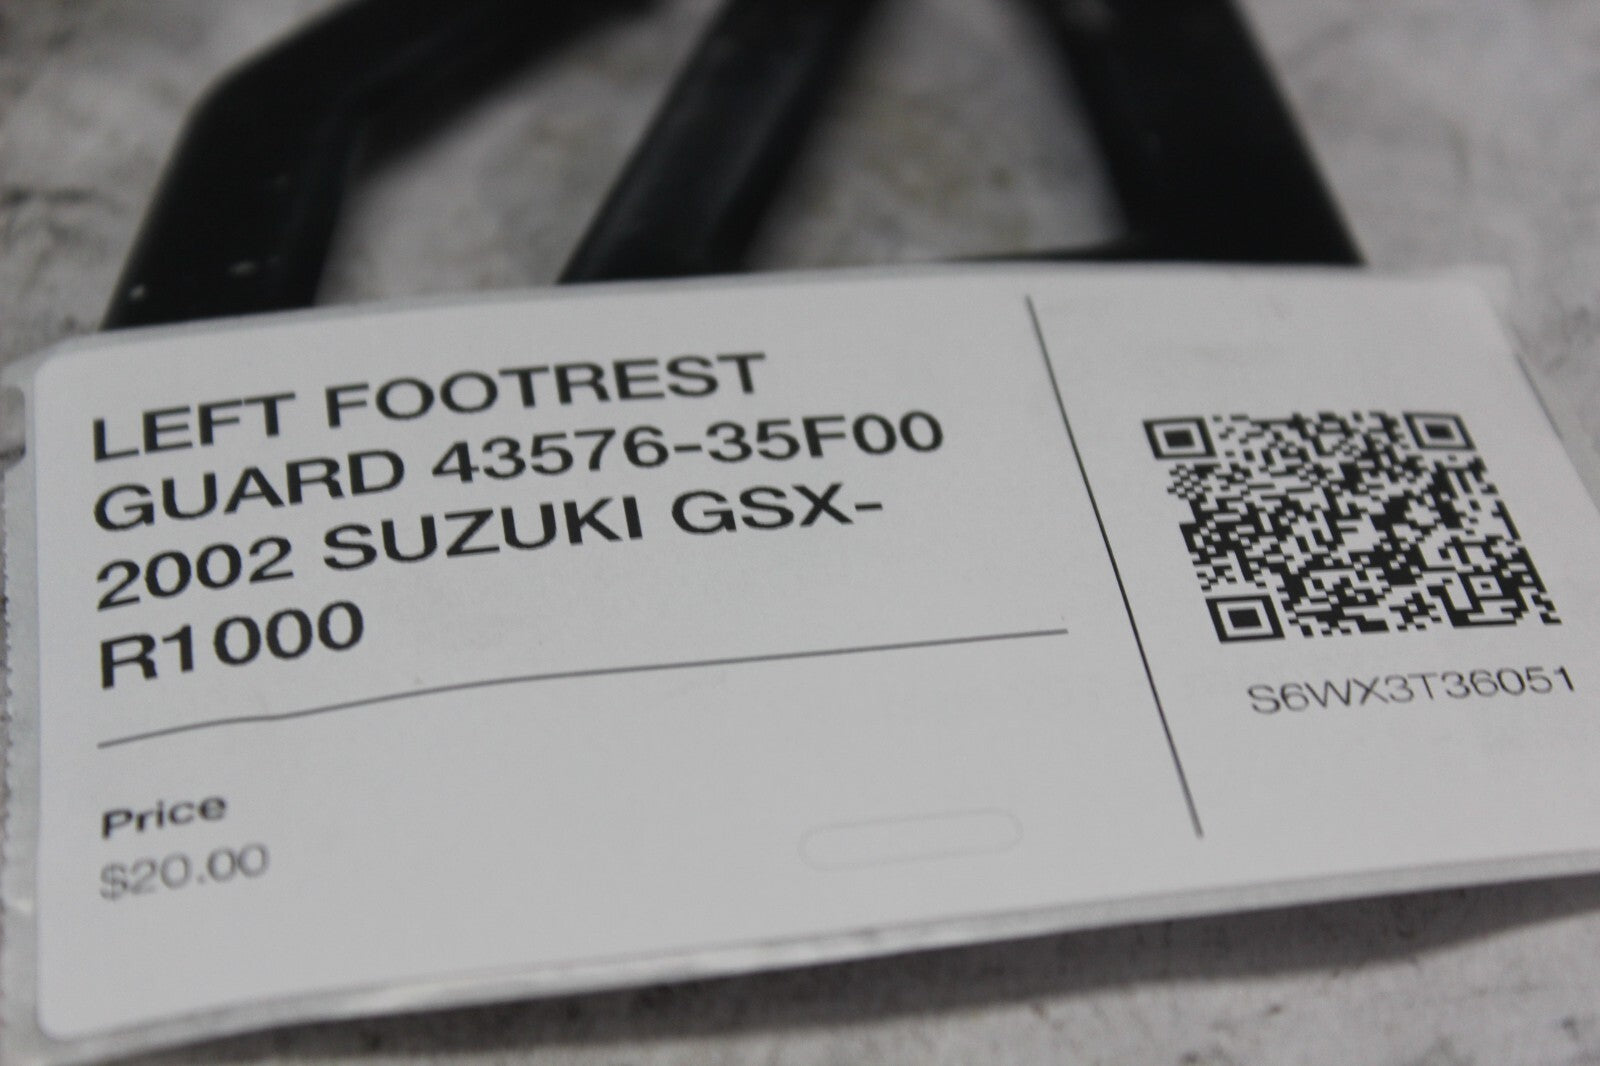 LEFT FOOTREST
GUARD 43576-35F00
2002 SUZUKI GSX-
R1000
Price
$20.00
S6WX3T36051